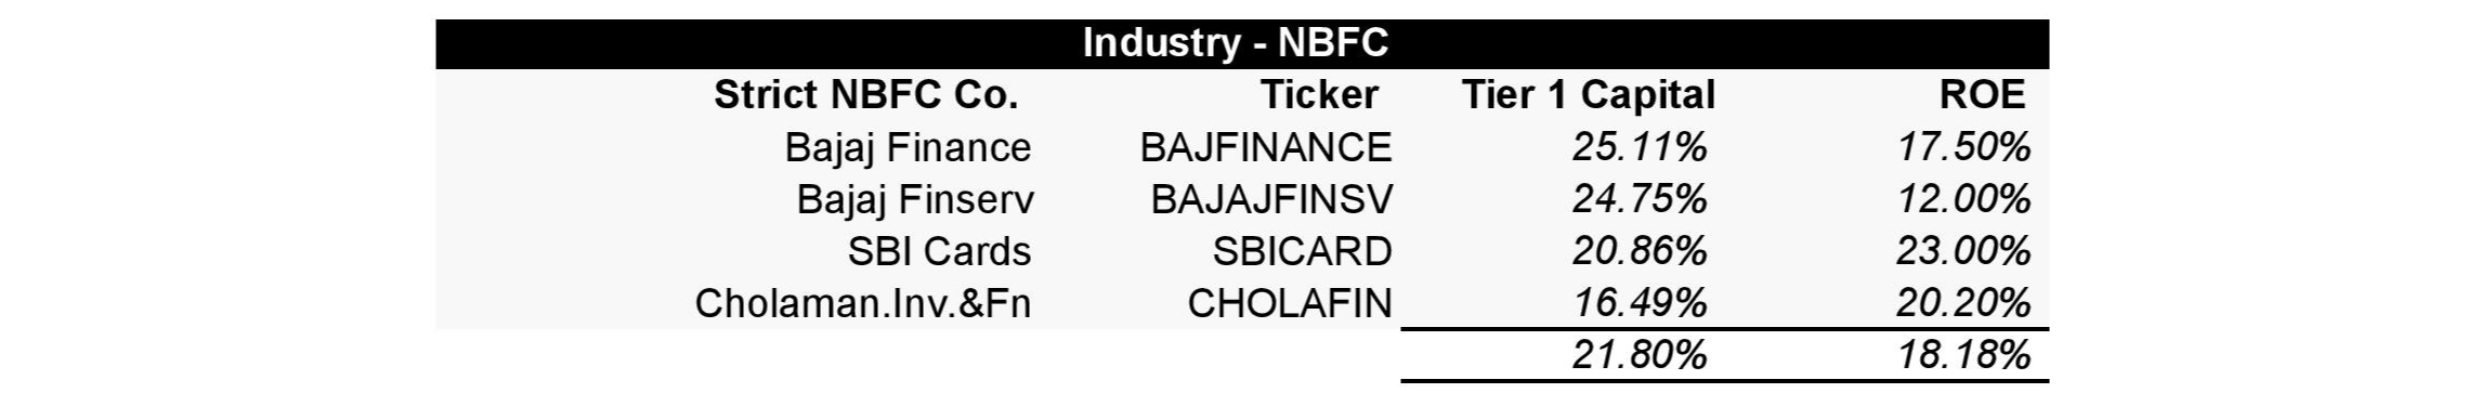 Industry - NBFC
Strict NBFC Co. Ticker Tier 1 Capital ROE
Bajaj Finance BAJFINANCE 25.11% 17.50%
Bajaj Finserv BAJAJFINSV 24.75% 12.00%
SBI Cards SBICARD 20.86% 23.00%
Cholaman.Inv.&Fn CHOLAFIN 16.49% 20.20%
21.80% 18.18%